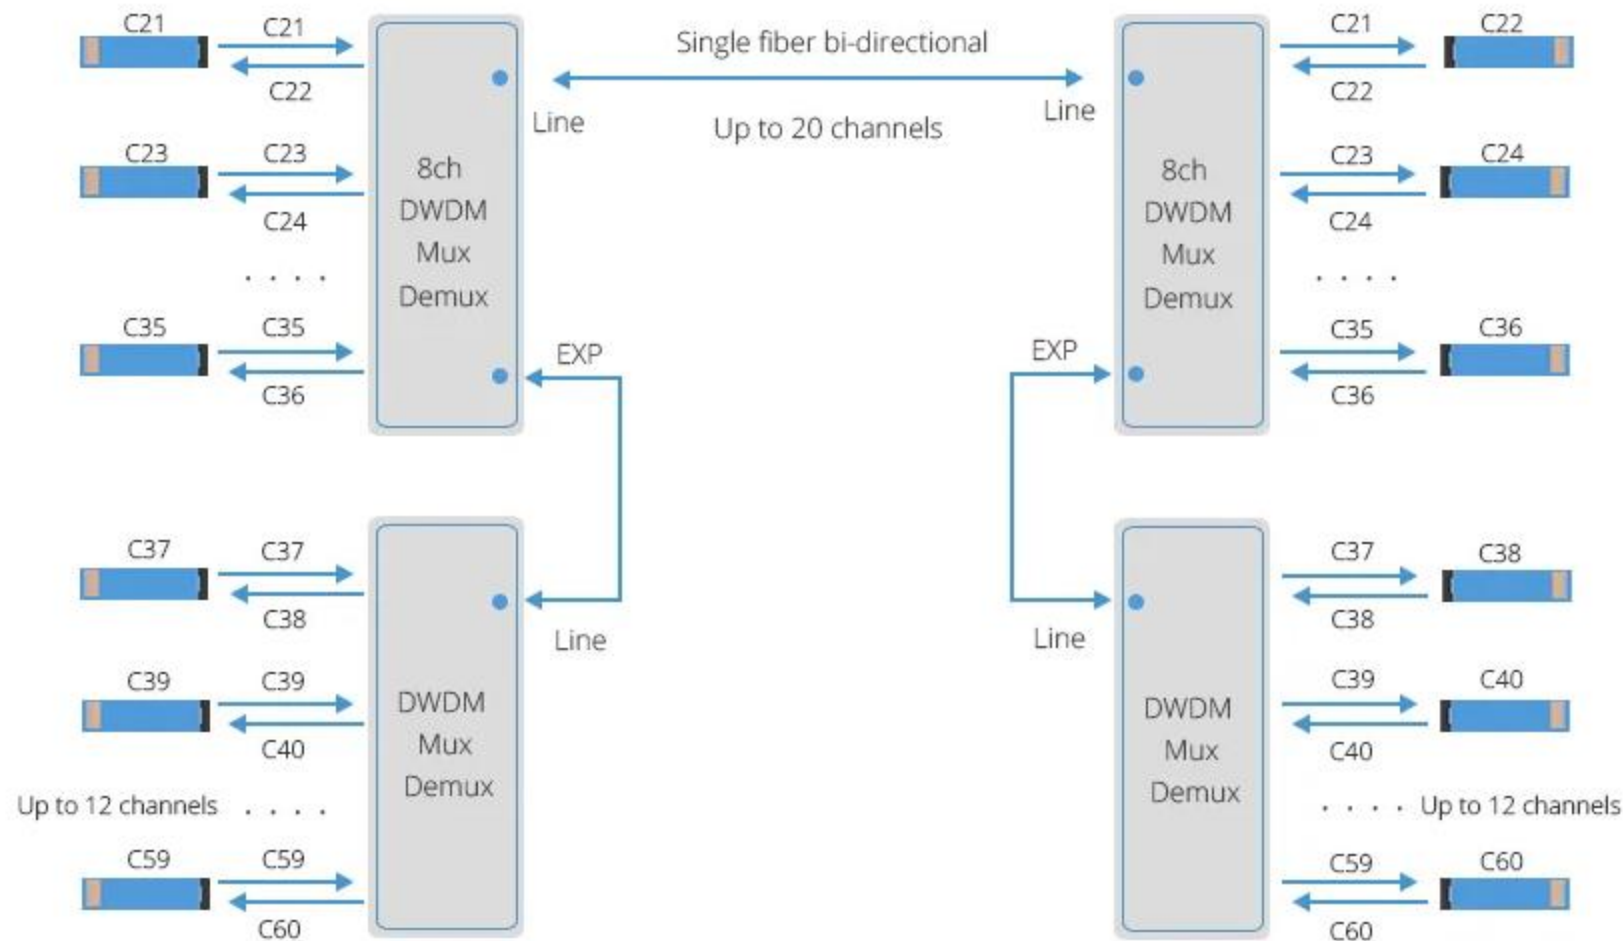 C21
C21
C22
C23
C23
C24
. . . .
C35
C35
C36
8ch
DWDM
Mux
Demux
Line
EXP
Single fiber bi-directional
Up to 20 channels
Line
EXP
8ch
DWDM
Mux
Demux
C21
C22
C22
C23
C24
C24
. . . .
C35
C36
C36
C37
C37
C38
C39
C39
C40
Up to 12 channels . . . .
C59
C59
C60
DWDM
Mux
Demux
Line
Line
DWDM
Mux
Demux
C37
C38
C38
C39
C40
C40
. . . . Up to 12 channels
C59
C60
C60